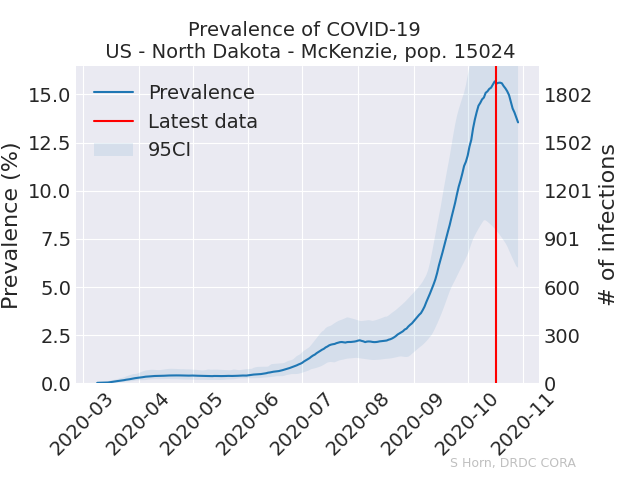 Prevalence of COVID-19
US - North Dakota - McKenzie, pop. 15024
Prevalence
Latest data
95CI
Prevalence (%)
15.0
12.5
10.0
7.5
5.0
2.5
0.0
1802
1502
1201
901
600
300
0
# of infections
2020-03
2020-04
2020-05
2020-06
2020-07
2020-08
2020-09
2020-10
2020-11
S Horn, DRDC CORA